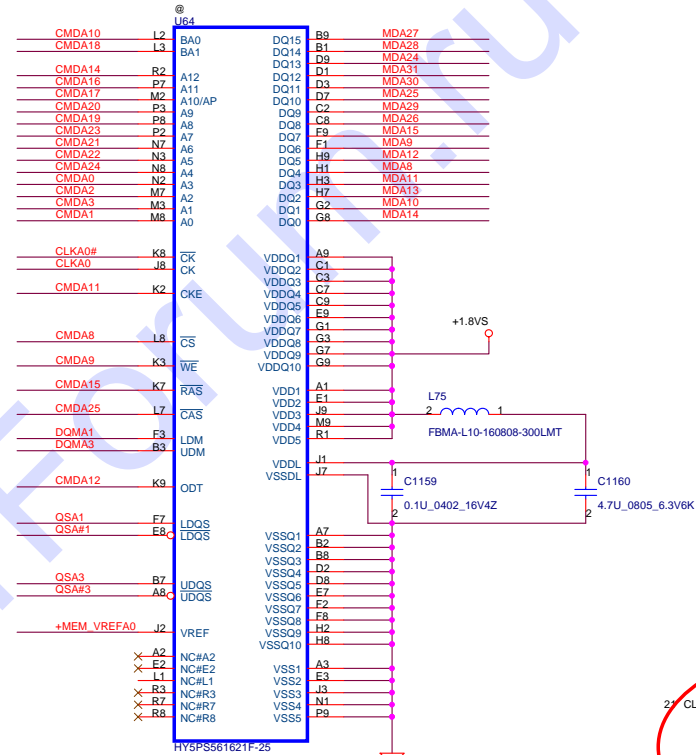 @
U64
CMDA10 L2 BA0 DQ15 B9 MDA27
CMDA18 L3 BA1 DQ14 B1 MDA28
DQ13 D9 MDA24
CMDA14 R2 A12 DQ12 D1 MDA31
CMDA16 P7 A11 DQ11 D3 MDA30
CMDA17 M2 A10/AP DQ10 D7 MDA25
CMDA20 P3 A9 DQ9 C2 MDA29
CMDA19 P8 A8 DQ8 C8 MDA26
CMDA23 P2 A7 DQ7 F9 MDA15
CMDA21 N7 A6 DQ6 F1 MDA9
CMDA22 N3 A5 DQ5 H9 MDA12
CMDA24 N8 A4 DQ4 H1 MDA8
CMDA0 N2 A3 DQ3 H3 MDA11
CMDA2 M7 A2 DQ2 H7 MDA13
CMDA3 M3 A1 DQ1 G2 MDA10
CMDA1 M8 A0 DQ0 G8 MDA14
CLKA0# K8 CK VDDQ1 A9
CLKA0 J8 CK VDDQ2 C1
VDDQ3 C3
CMDA11 K2 CKE VDDQ4 C7
VDDQ5 C9
VDDQ6 E9
VDDQ7 G1
+1.8VS
CMDA8 L8 CS VDDQ8 G3
VDDQ9 G7
CMDA9 K3 WE VDDQ10 G9
CMDA15 K7 RAS VDD1 A1
VDD2 E1
L75
CMDA25 L7 CAS VDD3 J9 2 1
VDD4 M9
DQMA1 F3 LDM VDD5 R1 FBMA-L10-160808-300LMT
DQMA3 B3 UDM
VDDL J1
VSSDL J7 1 1
CMDA12 K9 ODT C1159 C1160
0.1U_0402_16V4Z 4.7U_0805_6.3V6K
2 2
QSA1 F7 LDQS
QSA#1 E8 LDQS VSSQ1 A7
VSSQ2 B2
VSSQ3 B8
VSSQ4 D2
QSA3 B7 UDQS VSSQ5 D8
QSA#3 A8 UDQS VSSQ6 E7
VSSQ7 F2
VSSQ8 F8
+MEM_VREFA0 J2 VREF VSSQ9 H2
VSSQ10 H8
A2 NC#A2
E2 NC#E2 VSS1 A3
L1 NC#L1 VSS2 E3
R3 NC#R3 VSS3 J3
R7 NC#R7 VSS4 N1
R8 NC#R8 VSS5 P9
HY5PS561621F-25
Forum.ru